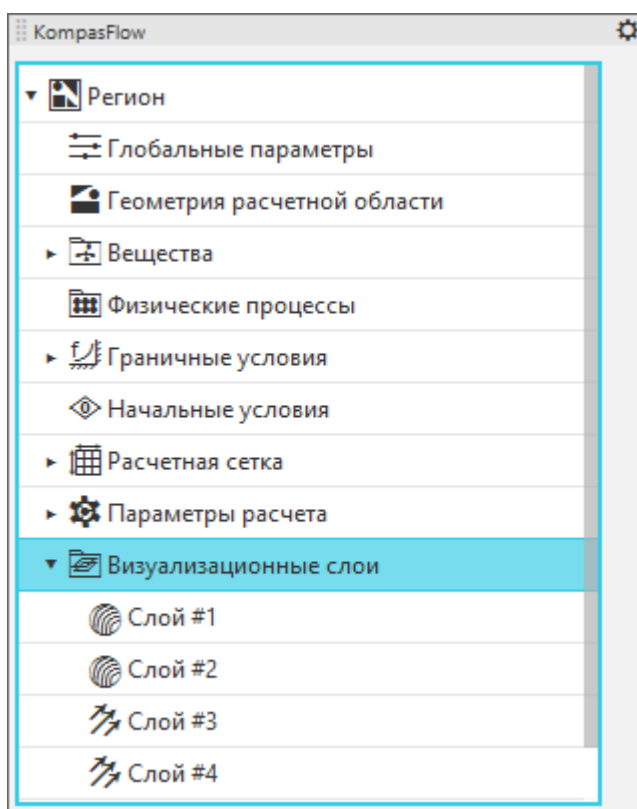 KompasFlow
Регион
Глобальные параметры
Геометрия расчетной области
Вещества
Физические процессы
Граничные условия
Начальные условия
Расчетная сетка
Параметры расчета
Визуализационные слои
Слой #1
Слой #2
Слой #3
Слой #4